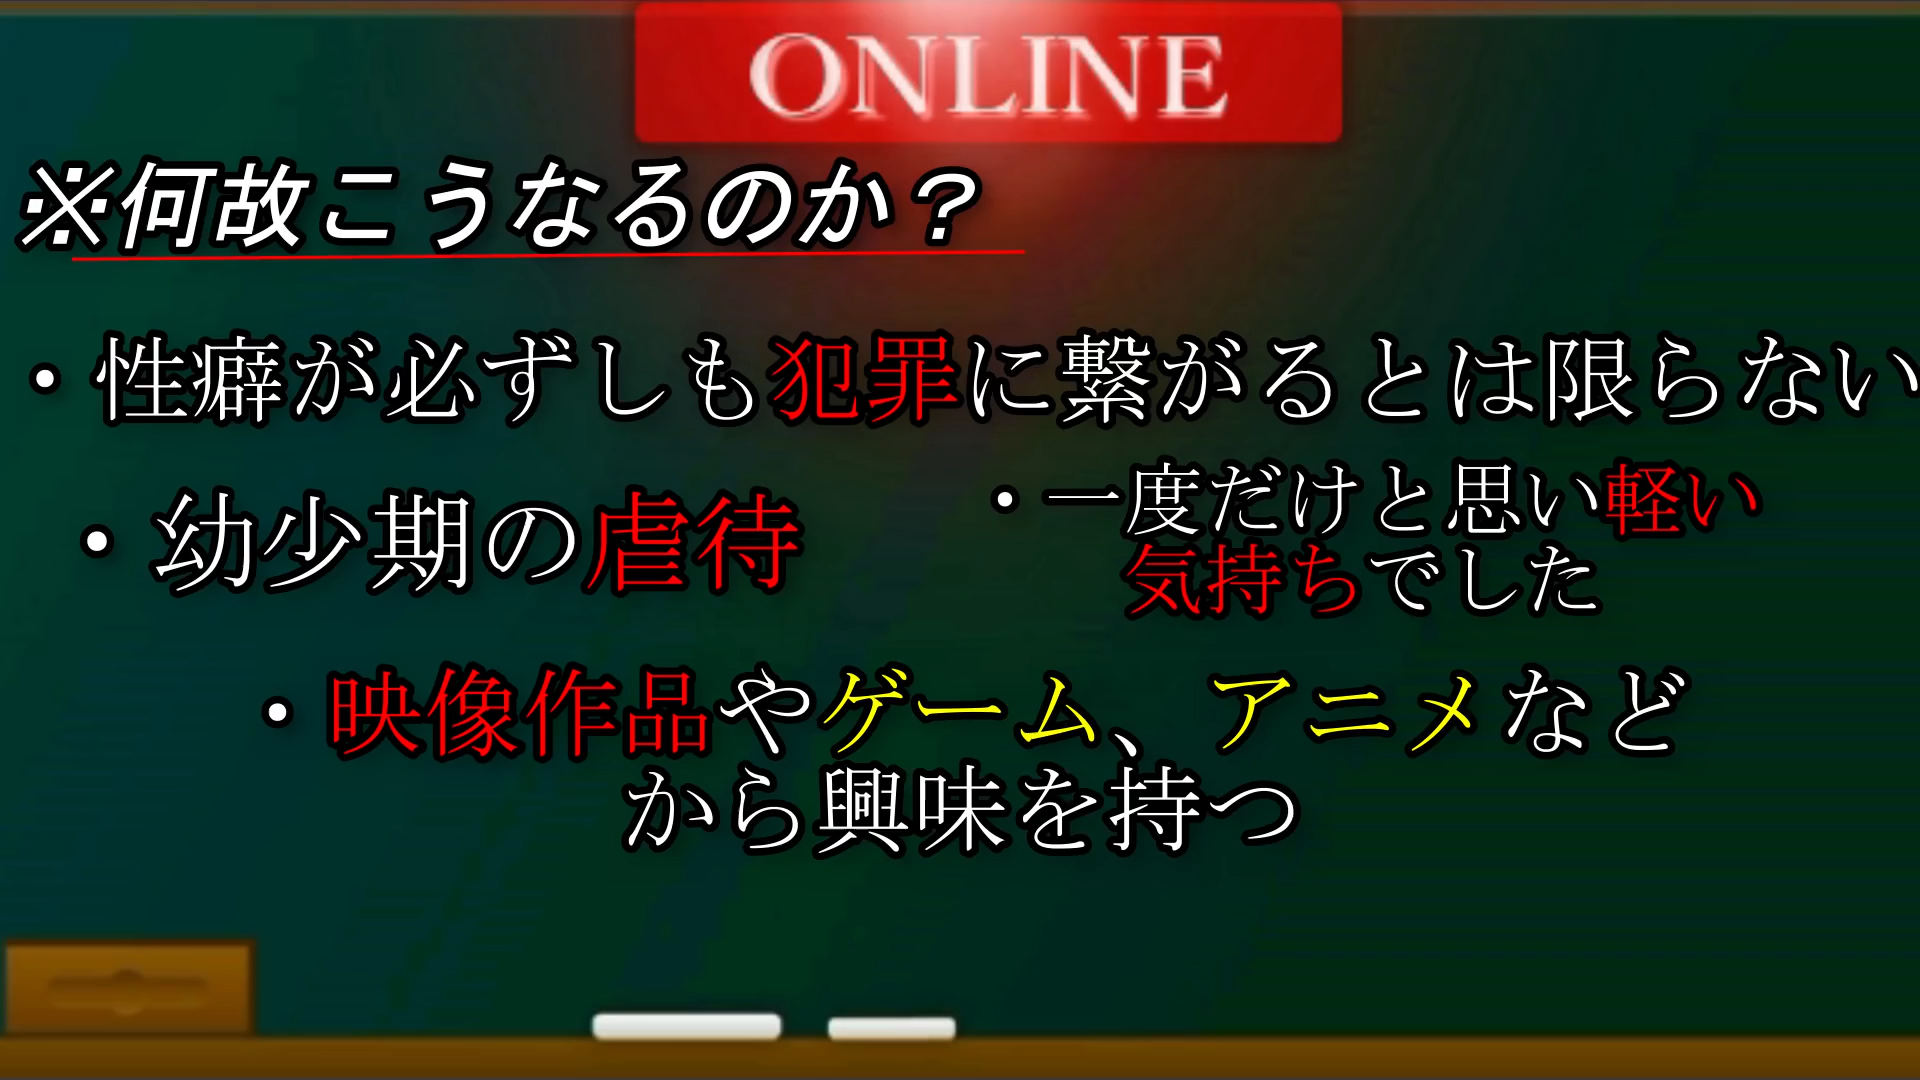 ONLINE
※何故こうなるのか？
・性癖が必ずしも犯罪に繋がるとは限らない
・幼少期の虐待
・一度だけと思い軽い
気持ちでした
・映像作品やゲーム、アニメなど
から興味を持つ